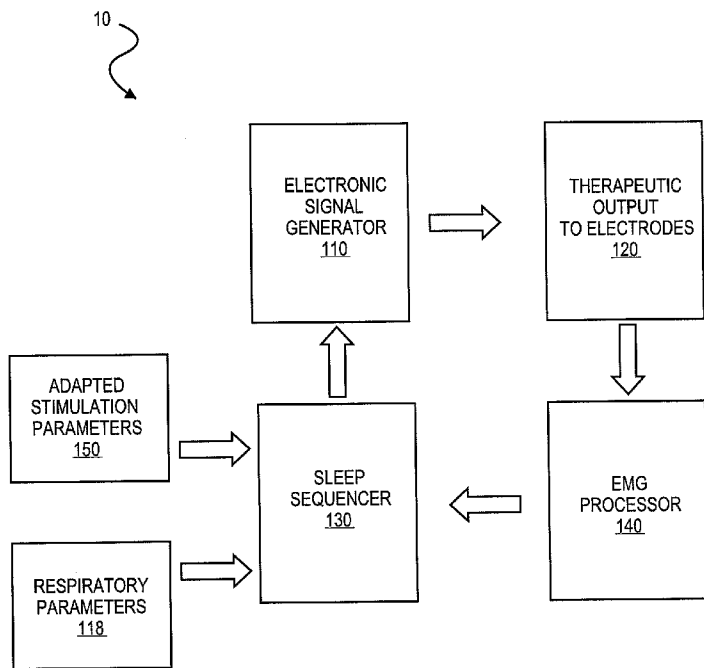 10
ELECTRONIC
SIGNAL
GENERATOR
110
THERAPEUTIC
OUTPUT
TO ELECTRODES
120
ADAPTED
STIMULATION
PARAMETERS
150
SLEEP
SEQUENCER
130
EMG
PROCESSOR
140
RESPIRATORY
PARAMETERS
118